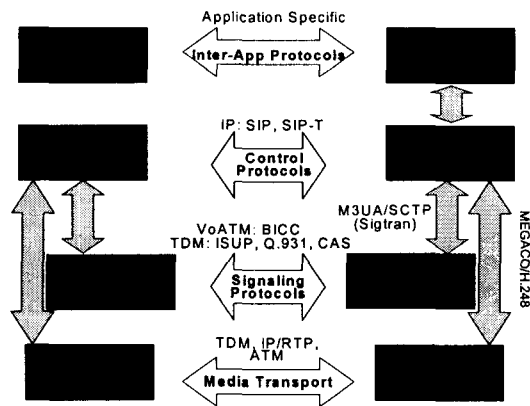 Application Specific
Inter-App Protocols
IP: SIP, SIP-T
Control
Protocols
M3UA/SCTP
(Sigtran)
MEGACO/H.248
VoATM: BICC
TDM: ISUP, Q.931, CAS
Signaling
Protocols
TDM, IP/RTP,
ATM
Media Transport